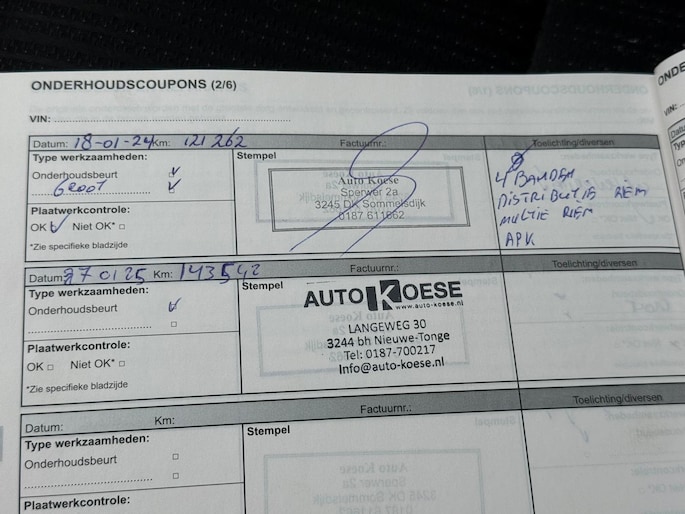 ONDERHOUDSCOUPONS (2/6)
VIN:
Datum: 18-01-24 Km: 121262 Factuurnr.: Toelichting/diversen
Type werkzaamheden:
Onderhoudsbeurt
Groot
Plaatwerkcontrole:
OK Niet OK*
*Zie specifieke bladzijde
Stempel
Auto Koese
Sperwer 2a
3245 DK Sommelsdijk
0187 611662
4 BANDEN
DISTRIBUTIE RIEM
MULTIE RIEM
APK
Datum: 27 01 25 Km: 143542 Factuurnr.: Toelichting/diversen
Type werkzaamheden:
Onderhoudsbeurt
Plaatwerkcontrole:
OK Niet OK*
*Zie specifieke bladzijde
Stempel
AUTO KOESE
www.auto-koese.nl
LANGEWEG 30
3244 bh Nieuwe-Tonge
Tel: 0187-700217
Info@auto-koese.nl
Datum: Km: Factuurnr.: Toelichting/diversen
Type werkzaamheden:
Onderhoudsbeurt
Plaatwerkcontrole:
Stempel